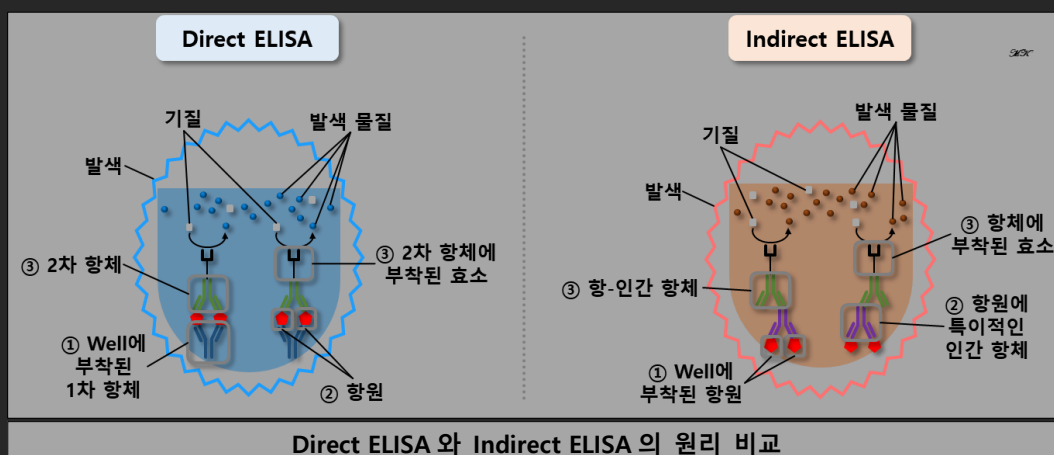 Direct ELISA
기질
발색 물질
발색
③ 2차 항체
③ 2차 항체에
부착된 효소
① Well에
부착된
1차 항체
② 항원
Indirect ELISA
발색 물질
기질
발색
③ 항체에
부착된 효소
③ 항-인간 항체
② 항원에
특이적인
인간 항체
① Well에
부착된 항원
Direct ELISA 와 Indirect ELISA 의 원리 비교